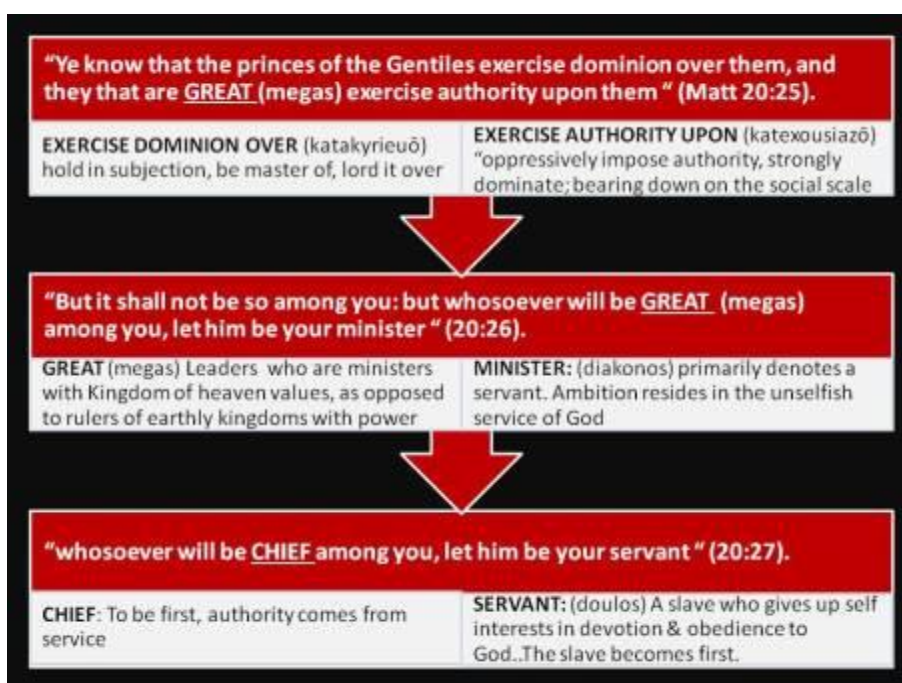 “Ye know that the princes of the Gentiles exercise dominion over them, and
they that are GREAT (megas) exercise authority upon them “ (Matt 20:25).
EXERCISE DOMINION OVER (katakyrieuō)
hold in subjection, be master of, lord it over
EXERCISE AUTHORITY UPON (katexousiazō)
“oppressively impose authority, strongly
dominate; bearing down on the social scale
“But it shall not be so among you: but whosoever will be GREAT (megas)
among you, let him be your minister “ (20:26).
GREAT (megas) Leaders who are ministers
with Kingdom of heaven values, as opposed
to rulers of earthly kingdoms with power
MINISTER: (diakonos) primarily denotes a
servant. Ambition resides in the unselfish
service of God
“whosoever will be CHIEF among you, let him be your servant “ (20:27).
CHIEF: To be first, authority comes from
service
SERVANT: (doulos) A slave who gives up self
interests in devotion & obedience to
God..The slave becomes first.